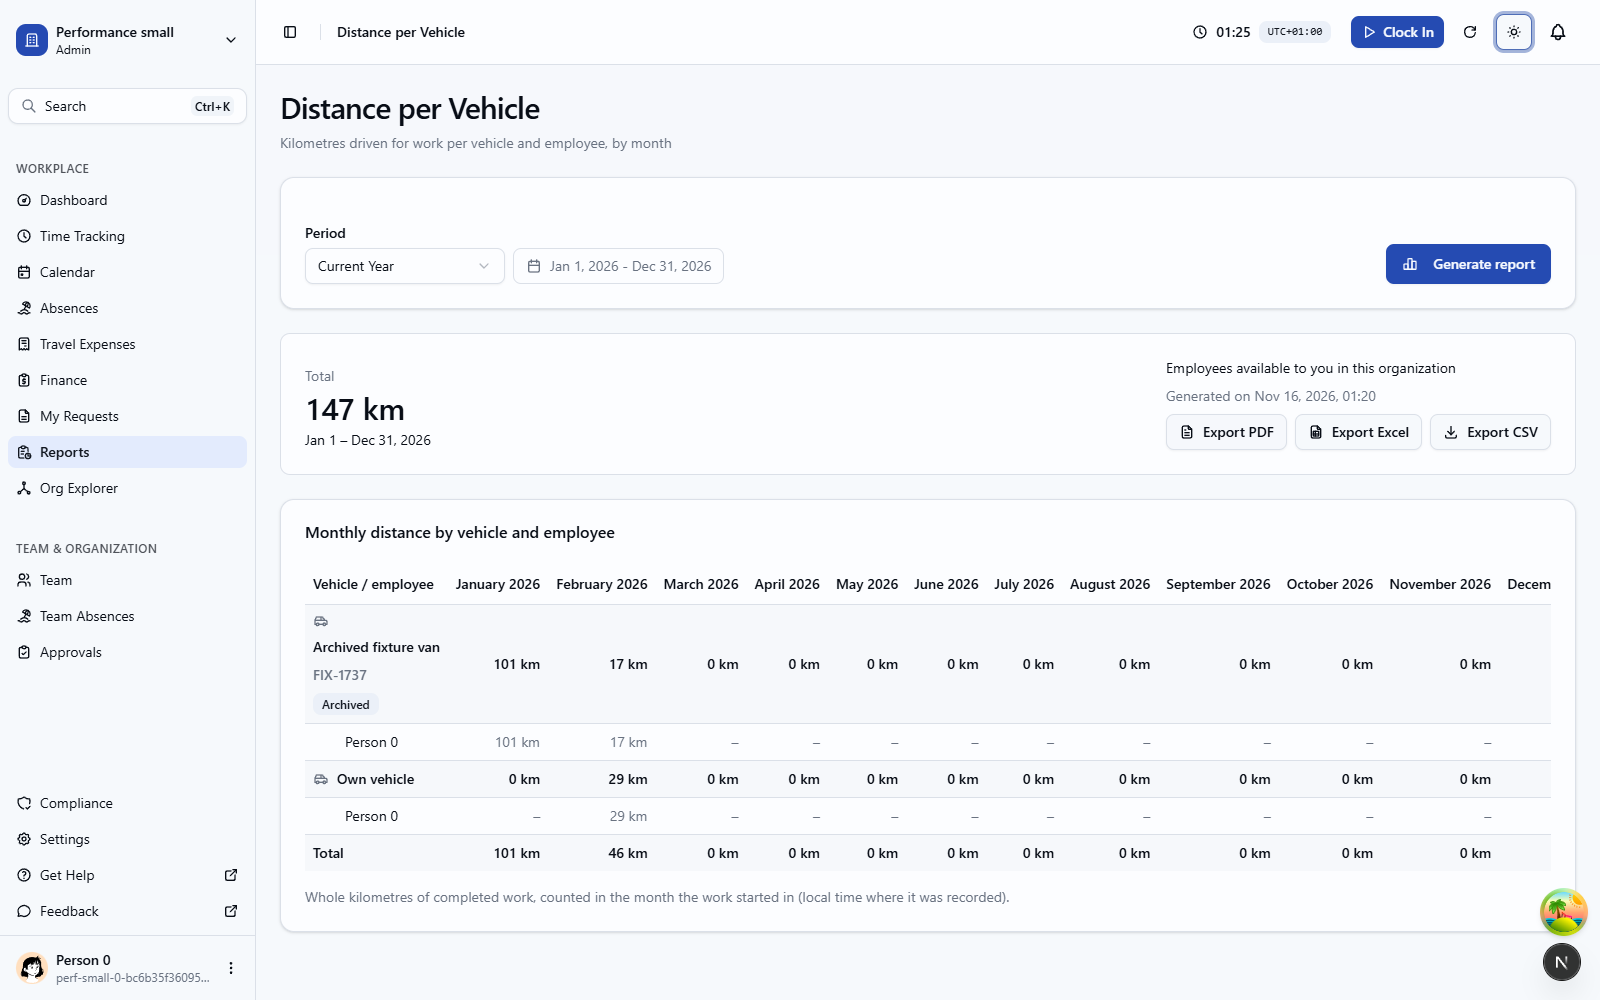 Performance small
Admin
Search
Ctrl+K
WORKPLACE
Dashboard
Time Tracking
Calendar
Absences
Travel Expenses
Finance
My Requests
Reports
Org Explorer
TEAM & ORGANIZATION
Team
Team Absences
Approvals
Compliance
Settings
Get Help
Feedback
Person 0
perf-small-0-bc6b35f36095...
Distance per Vehicle
01:25 UTC+01:00
Clock In
Distance per Vehicle
Kilometres driven for work per vehicle and employee, by month
Period
Current Year
Jan 1, 2026 - Dec 31, 2026
Generate report
Total
147 km
Jan 1 – Dec 31, 2026
Employees available to you in this organization
Generated on Nov 16, 2026, 01:20
Export PDF
Export Excel
Export CSV
Monthly distance by vehicle and employee
Vehicle / employee January 2026 February 2026 March 2026 April 2026 May 2026 June 2026 July 2026 August 2026 September 2026 October 2026 November 2026 Decem
Archived fixture van
FIX-1737
Archived
101 km 17 km 0 km 0 km 0 km 0 km 0 km 0 km 0 km 0 km 0 km
Person 0 101 km 17 km – – – – – – – – –
Own vehicle 0 km 29 km 0 km 0 km 0 km 0 km 0 km 0 km 0 km 0 km 0 km
Person 0 – 29 km – – – – – – – – –
Total 101 km 46 km 0 km 0 km 0 km 0 km 0 km 0 km 0 km 0 km 0 km
Whole kilometres of completed work, counted in the month the work started in (local time where it was recorded).
N